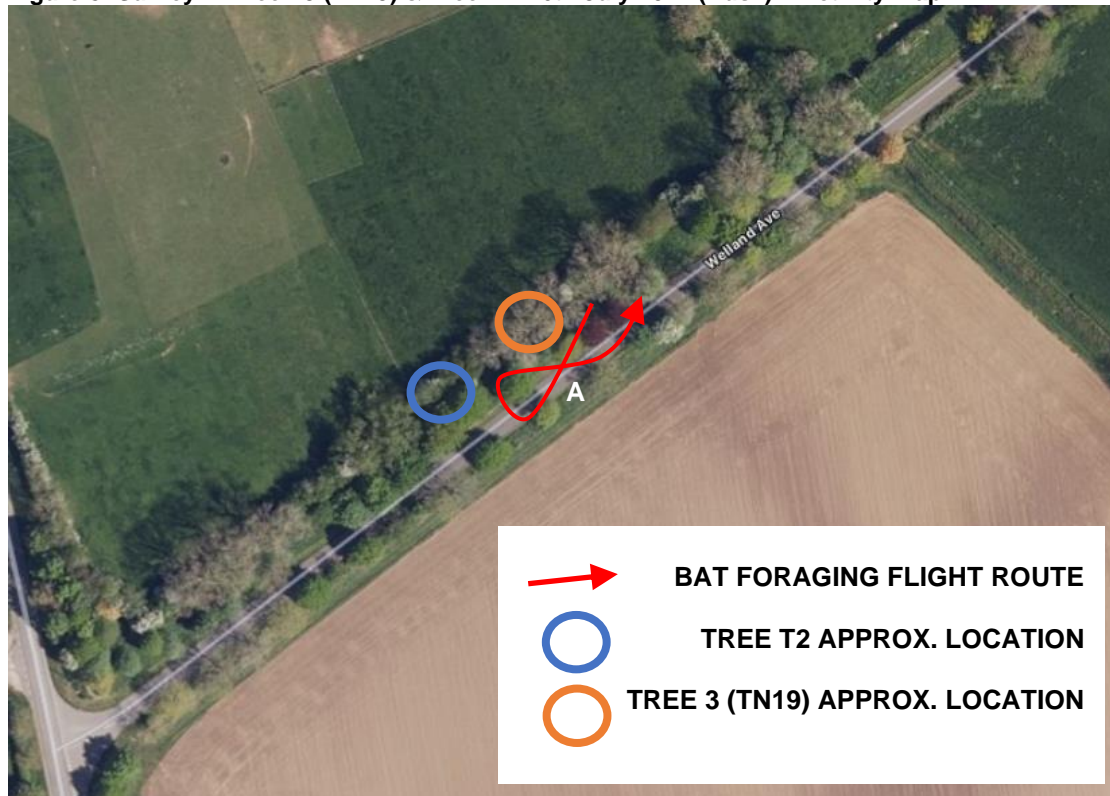 Welland Ave
A
BAT FORAGING FLIGHT ROUTE
TREE T2 APPROX. LOCATION
TREE 3 (TN19) APPROX. LOCATION